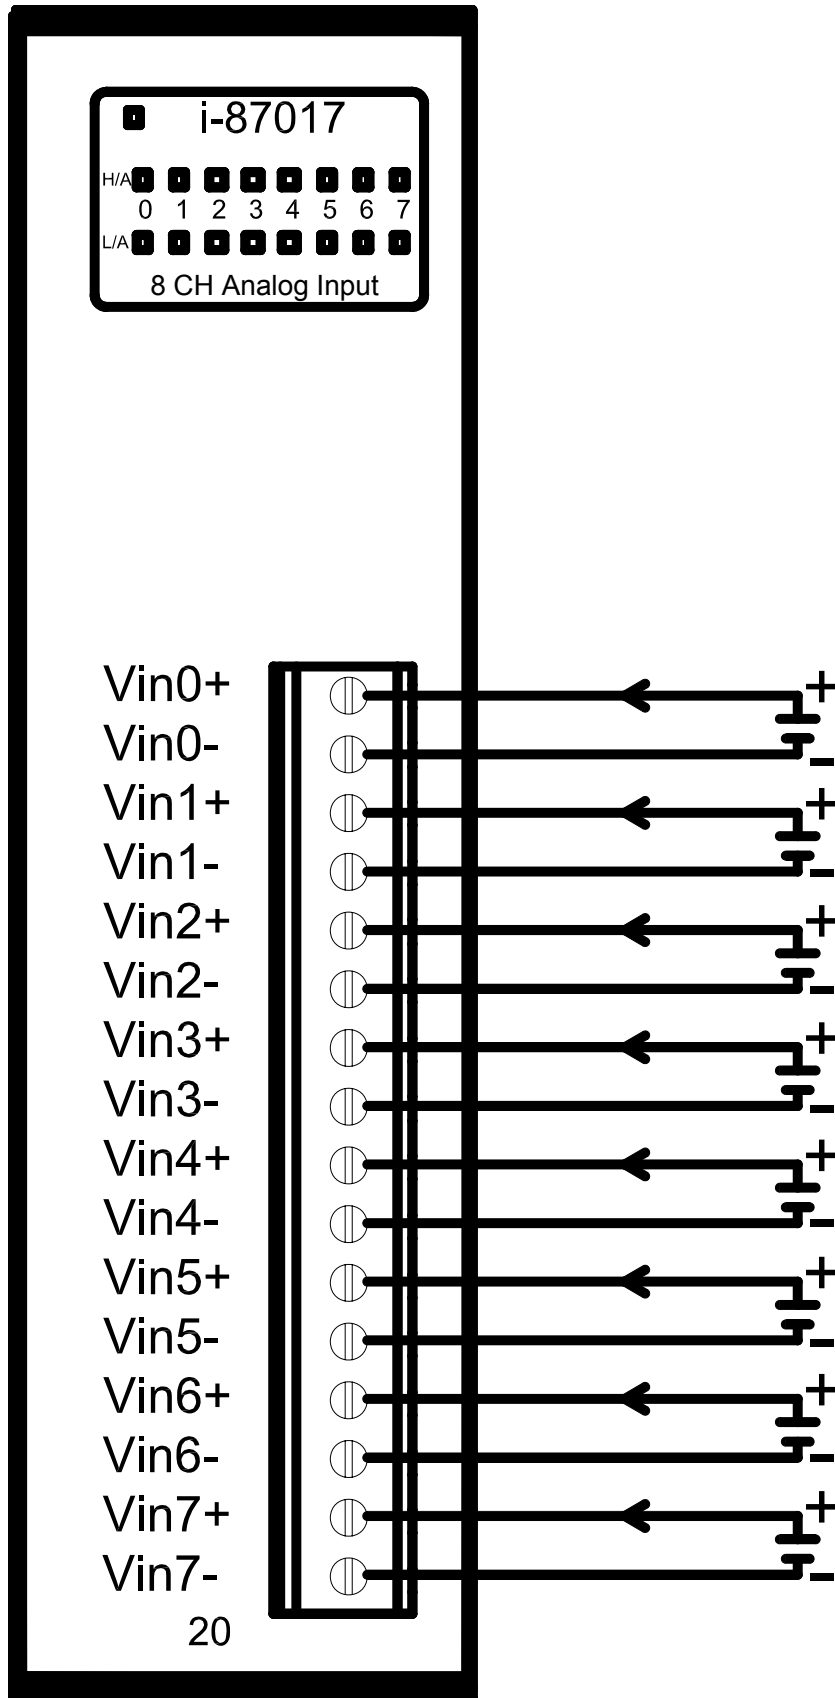 i-87017
H/A
0 1 2 3 4 5 6 7
L/A
8 CH Analog Input
Vin0+ +
Vin0- -
Vin1+ +
Vin1- -
Vin2+ +
Vin2- -
Vin3+ +
Vin3- -
Vin4+ +
Vin4- -
Vin5+ +
Vin5- -
Vin6+ +
Vin6- -
Vin7+ +
Vin7- -
20